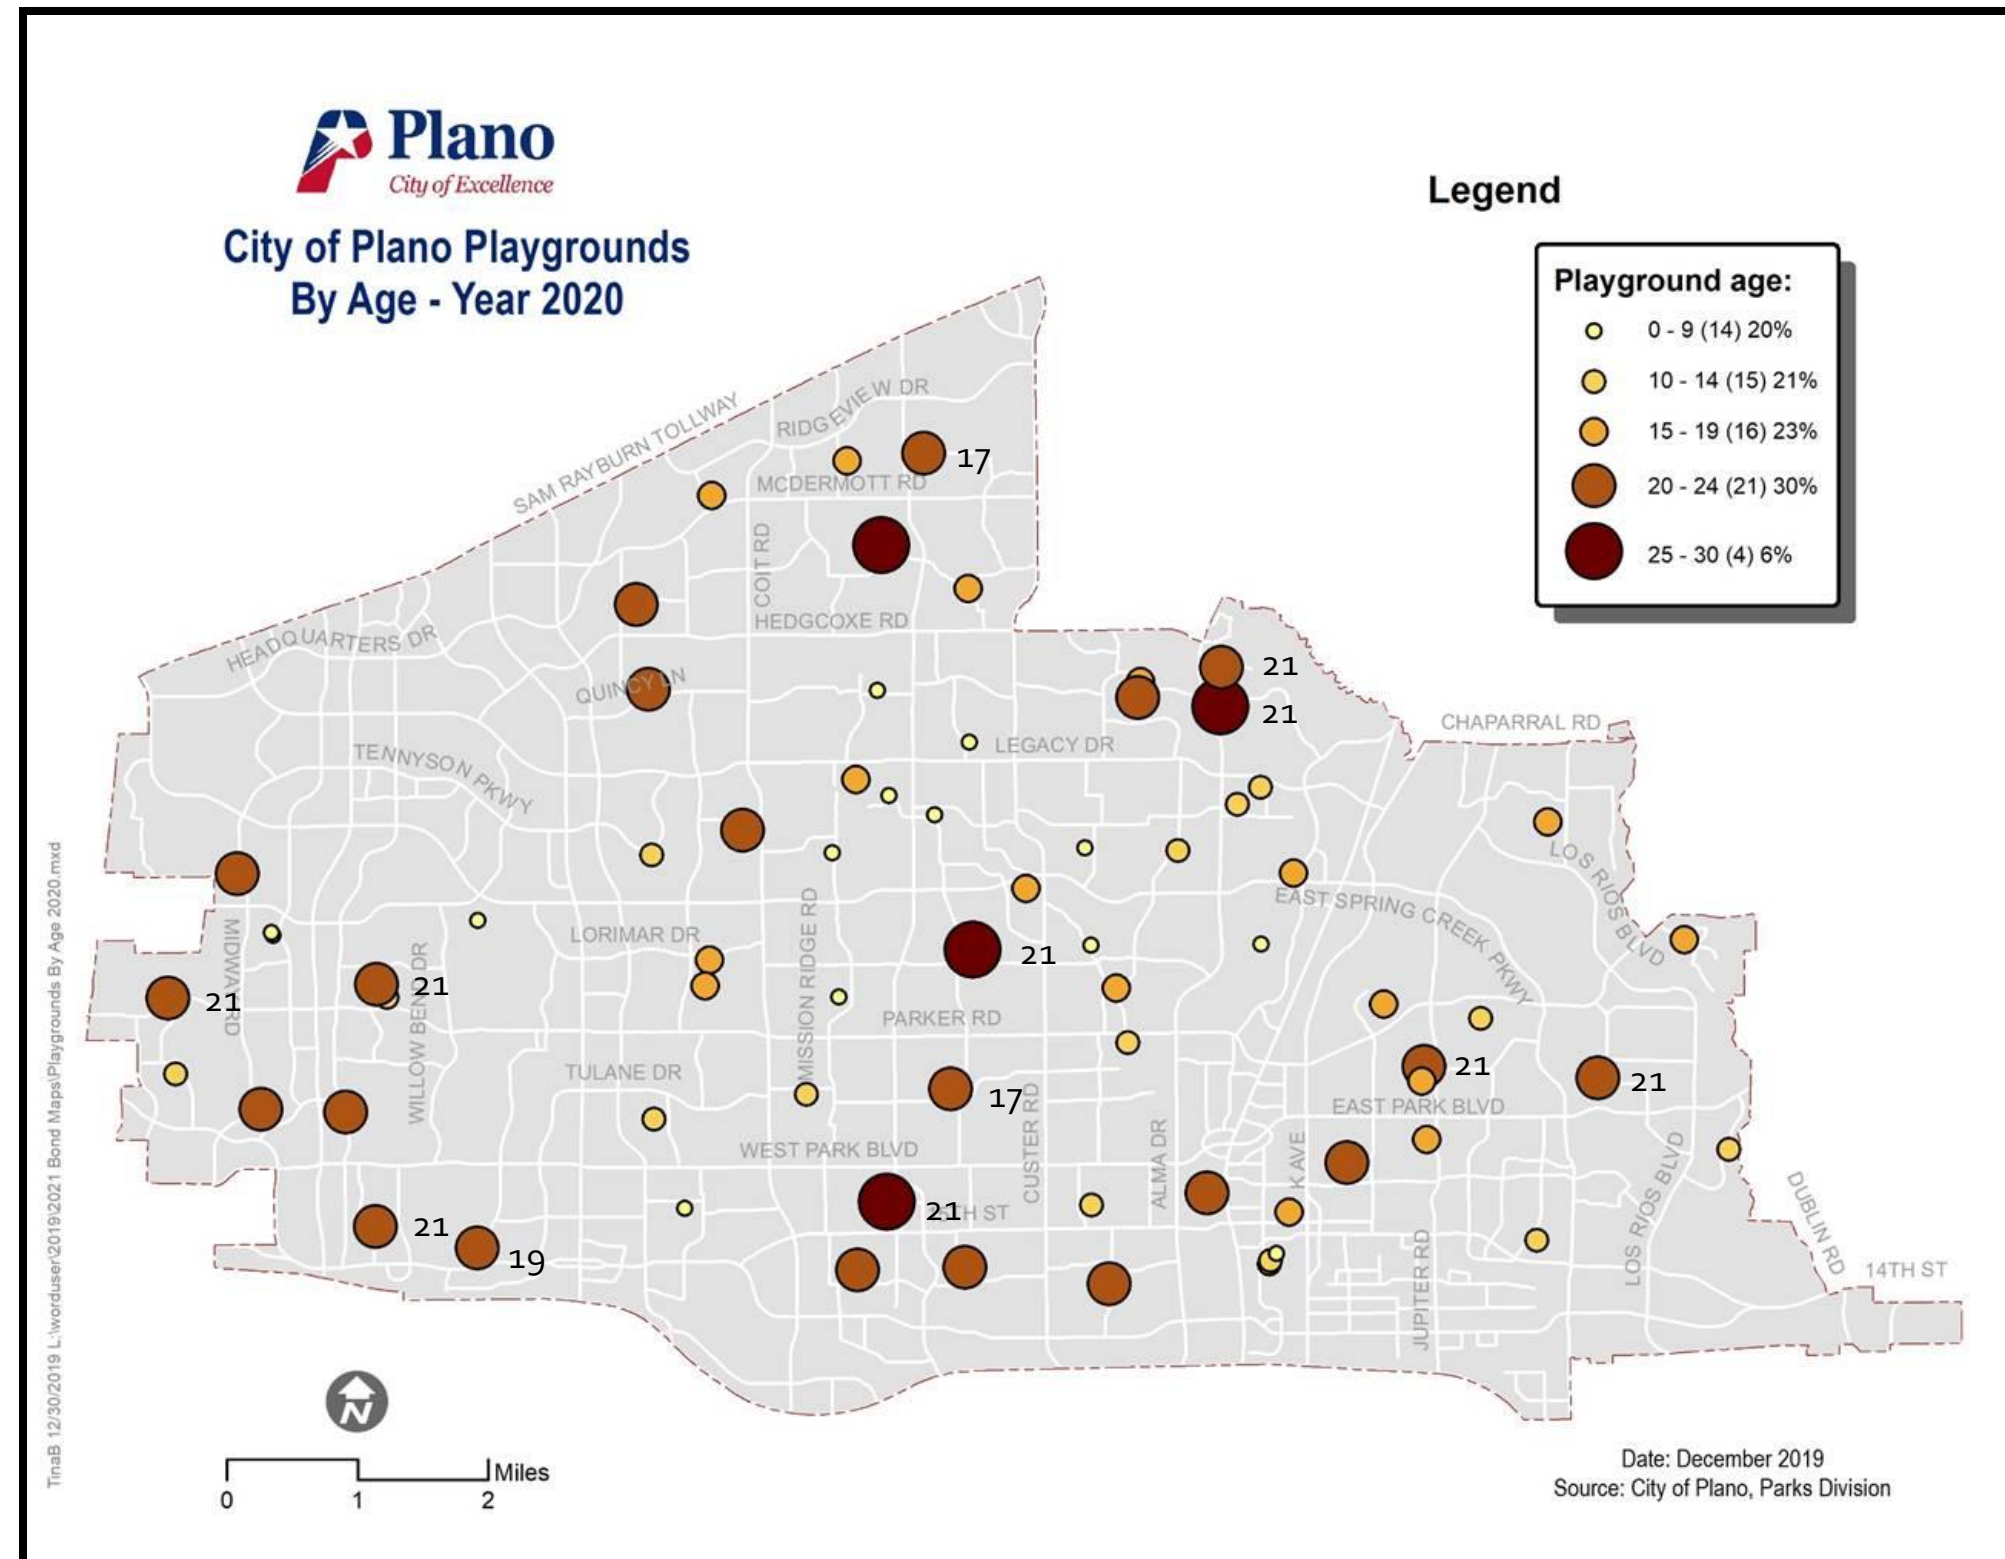 Plano
City of Excellence
City of Plano Playgrounds
By Age - Year 2020
Legend
Playground age:
0 - 9 (14) 20%
10 - 14 (15) 21%
15 - 19 (16) 23%
20 - 24 (21) 30%
25 - 30 (4) 6%
SAM RAYBURN TOLLWAY
RIDGEVIEW DR
17
MCDERMOTT RD
COIT RD
HEDGCOXE RD
HEADQUARTERS DR
QUINCY LN
21
21
CHAPARRAL RD
LEGACY DR
TENNYSON PKWY
LOS RIOS BLVD
EAST SPRING CREEK PKWY
MIDWAY RD
LORIMAR DR
MISSION RIDGE RD
21
21
21
WILLOW BEND DR
PARKER RD
TULANE DR
21
21
17
CUSTER RD
EAST PARK BLVD
WEST PARK BLVD
ALMA DR
K AVE
LOS RIOS BLVD
DUBLIN RD
21
15TH ST
21
19
JUPITER RD
14TH ST
N
Miles
0 1 2
Date: December 2019
Source: City of Plano, Parks Division
TinaB 12/30/2019 L:\worduser\2019\2021 Bond Maps\Playgrounds By Age 2020.mxd